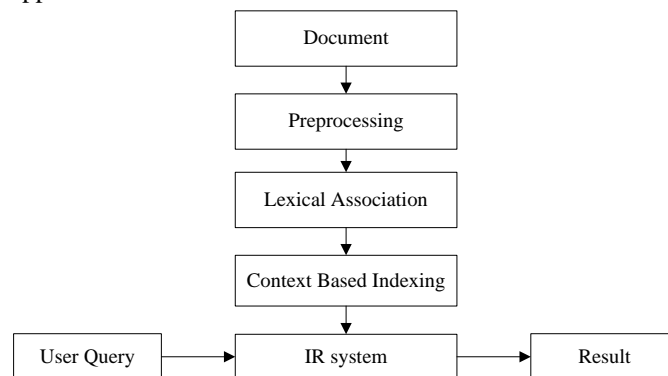 Document
Preprocessing
Lexical Association
Context Based Indexing
User Query
IR system
Result